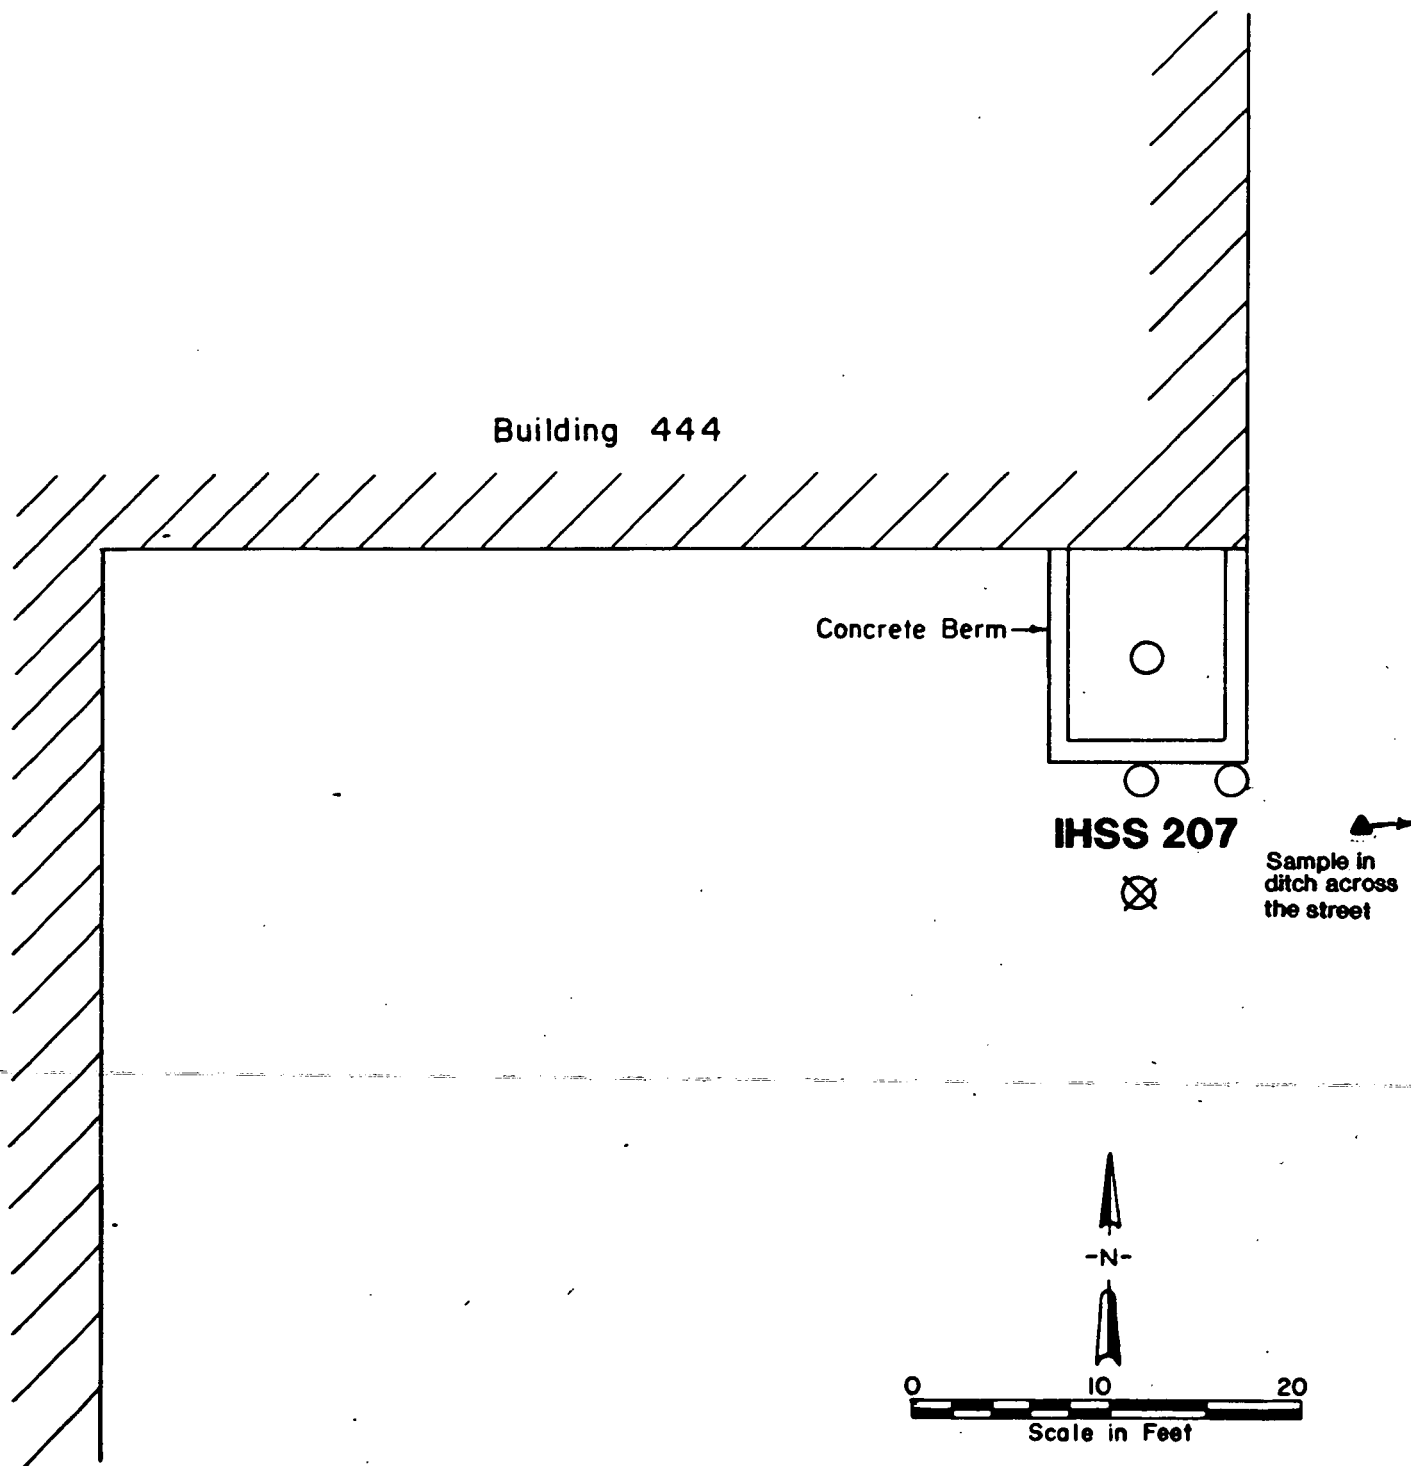 Building 444
Concrete Berm
IHSS 207
Sample in
ditch across
the street
-N-
0 10 20
Scale in Feet